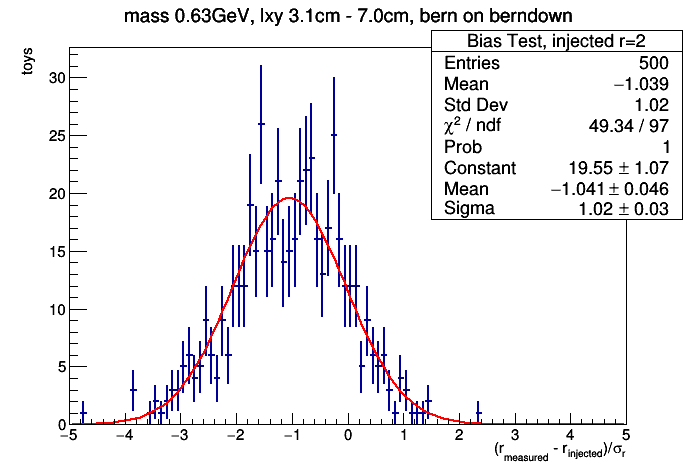 mass 0.63GeV, lxy 3.1cm - 7.0cm, bern on berndown
toys
Bias Test, injected r=2
Entries 500
Mean −1.039
Std Dev 1.02
χ² / ndf 49.34 / 97
Prob 1
Constant 19.55 ± 1.07
Mean −1.041 ± 0.046
Sigma 1.02 ± 0.03
30
25
20
15
10
5
0
−5 −4 −3 −2 −1 0 1 2 3 4 5
(r_measured - r_injected)/σ_r